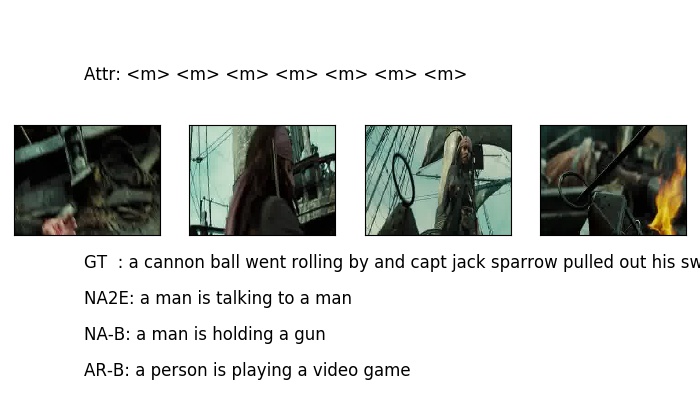 Attr: <m> <m> <m> <m> <m> <m> <m>
GT : a cannon ball went rolling by and capt jack sparrow pulled out his sw
NA2E: a man is talking to a man
NA-B: a man is holding a gun
AR-B: a person is playing a video game